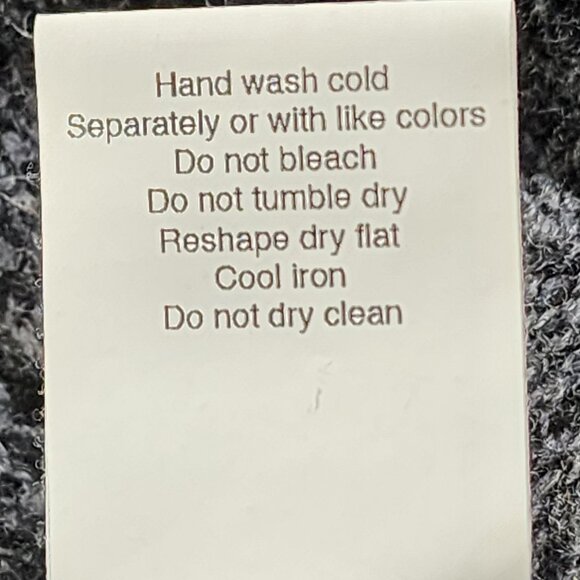 Hand wash cold
Separately or with like colors
Do not bleach
Do not tumble dry
Reshape dry flat
Cool iron
Do not dry clean